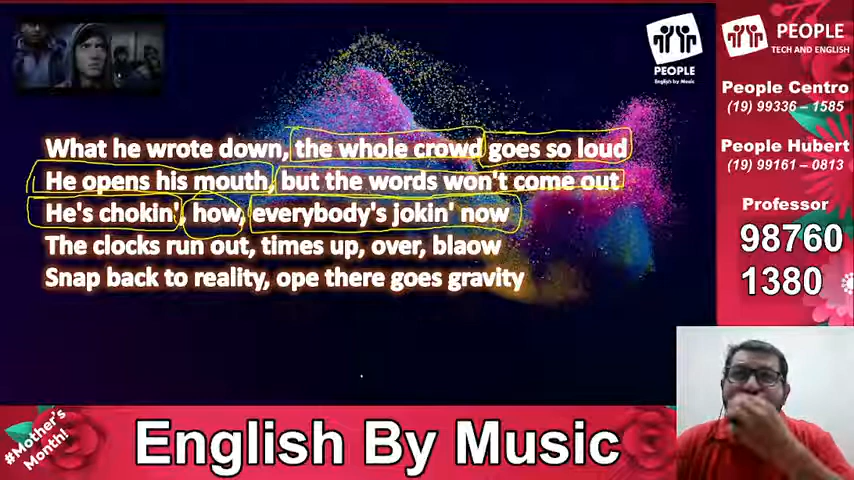 PEOPLE
English by Music
PEOPLE
TECH AND ENGLISH
People Centro
(19) 99336 – 1585
People Hubert
(19) 99161 – 0813
Professor
98760
1380
What he wrote down, the whole crowd goes so loud
He opens his mouth, but the words won't come out
He's chokin', how, everybody's jokin' now
The clocks run out, times up, over, blaow
Snap back to reality, ope there goes gravity
#Mother's
Month!
English By Music